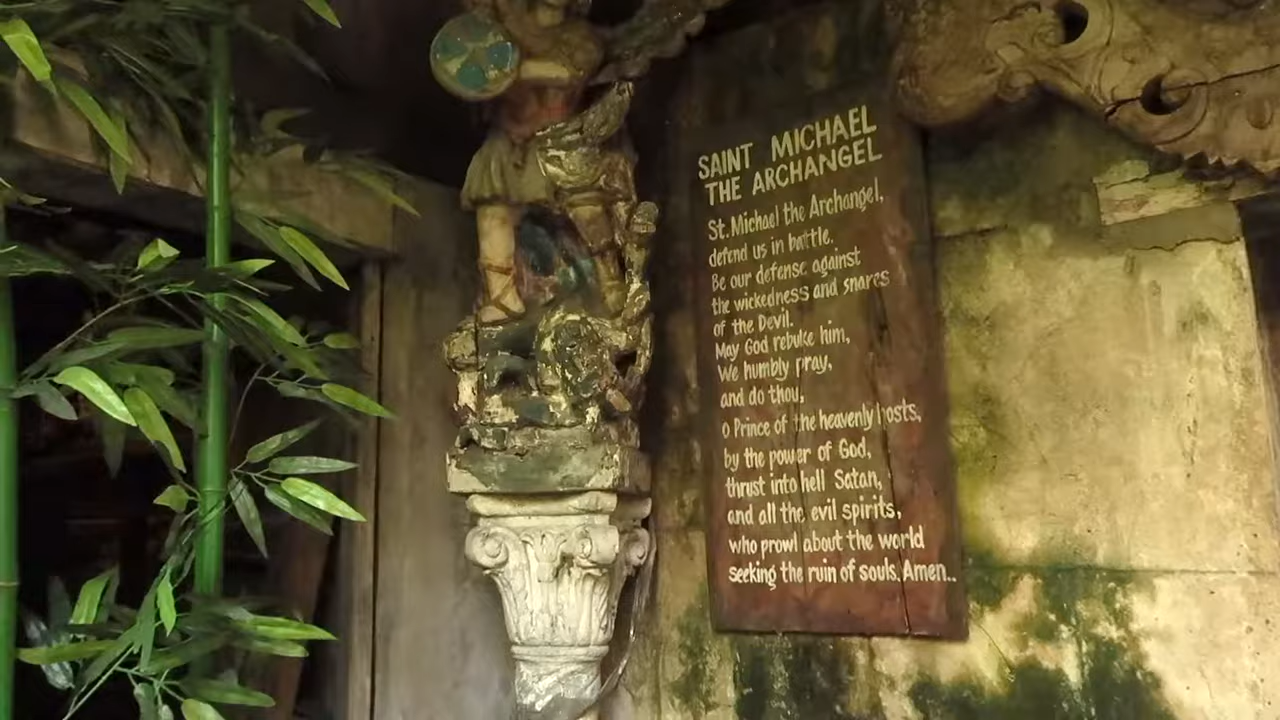 SAINT MICHAEL
THE ARCHANGEL
St. Michael the Archangel,
defend us in battle.
Be our defense against
the wickedness and snares
of the Devil.
May God rebuke him,
We humbly pray,
and do thou,
o Prince of the heavenly hosts,
by the power of God,
thrust into hell Satan,
and all the evil spirits,
who prowl about the world
seeking the ruin of souls. Amen..